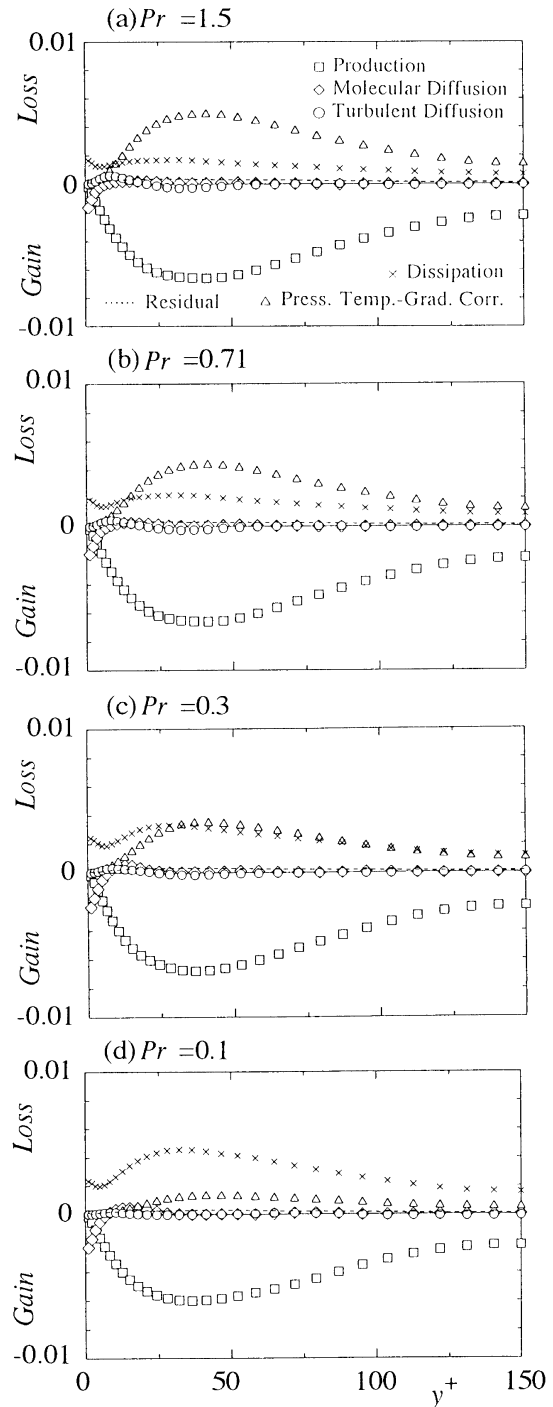 (a) Pr =1.5
0.01
Loss
□ Production
◇ Molecular Diffusion
○ Turbulent Diffusion
0
Gain
× Dissipation
Residual
△ Press. Temp.-Grad. Corr.
-0.01
(b) Pr =0.71
0.01
Loss
0
Gain
-0.01
(c) Pr =0.3
0.01
Loss
0
Gain
-0.01
(d) Pr =0.1
0.01
Loss
0
Gain
-0.01
0 50 100 y+ 150